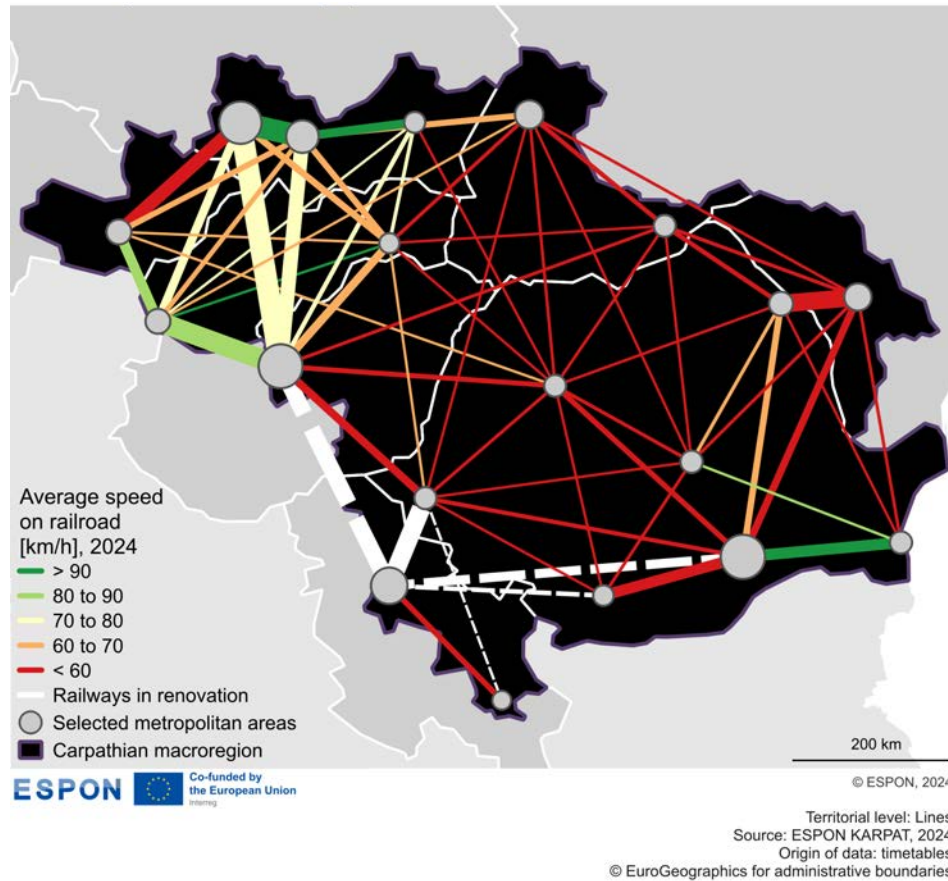 Average speed
on railroad
[km/h], 2024
> 90
80 to 90
70 to 80
60 to 70
< 60
Railways in renovation
Selected metropolitan areas
Carpathian macroregion
200 km
ESPON
Co-funded by
the European Union
Interreg
© ESPON, 2024
Territorial level: Lines
Source: ESPON KARPAT, 2024
Origin of data: timetables
© EuroGeographics for administrative boundaries